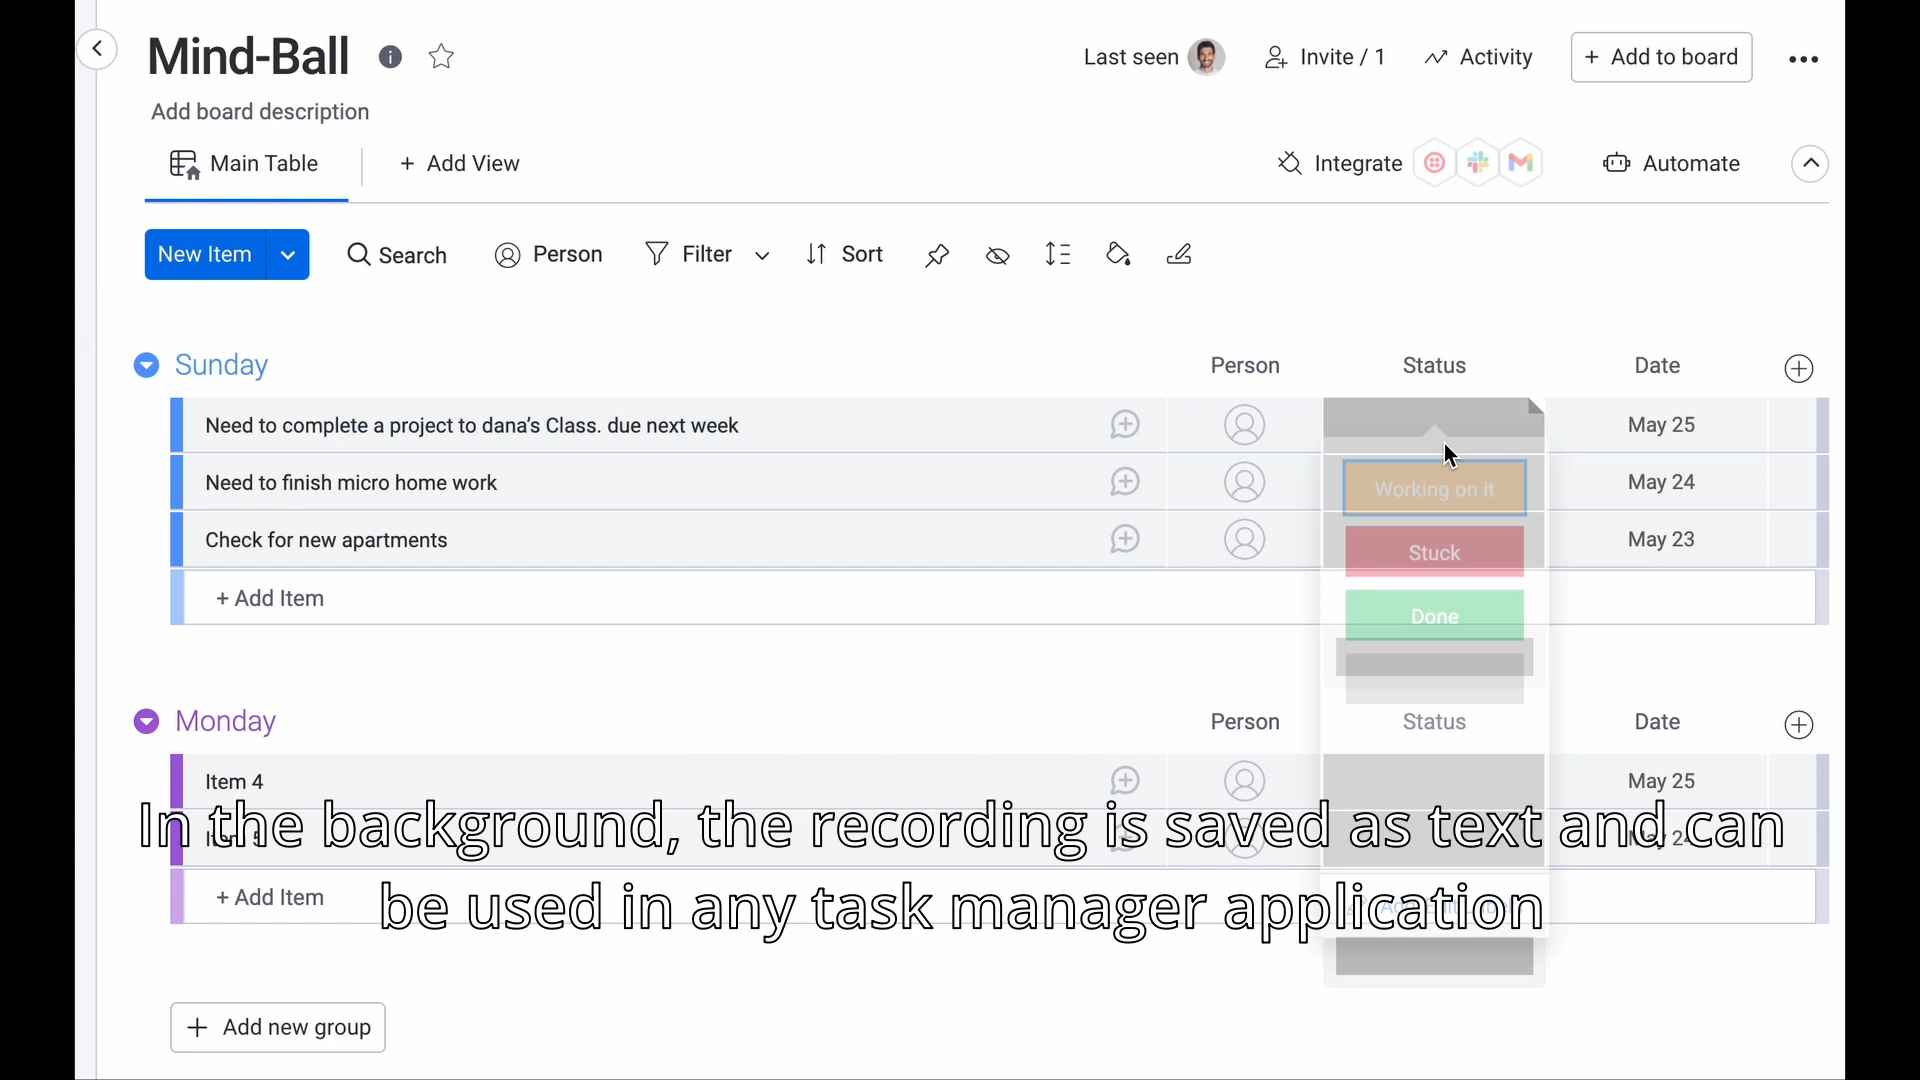 Mind-Ball
Last seen
Invite / 1
Activity
+ Add to board
Add board description
Main Table
+ Add View
Integrate
Automate
New Item
Search
Person
Filter
Sort
Sunday
Person
Status
Date
Need to complete a project to dana's Class. due next week
May 25
Need to finish micro home work
Working on it
May 24
Check for new apartments
Stuck
May 23
+ Add Item
Done
Monday
Person
Status
Date
Item 4
May 25
In the background, the recording is saved as text and can
be used in any task manager application
Item 5
May 24
+ Add Item
+ Add new group